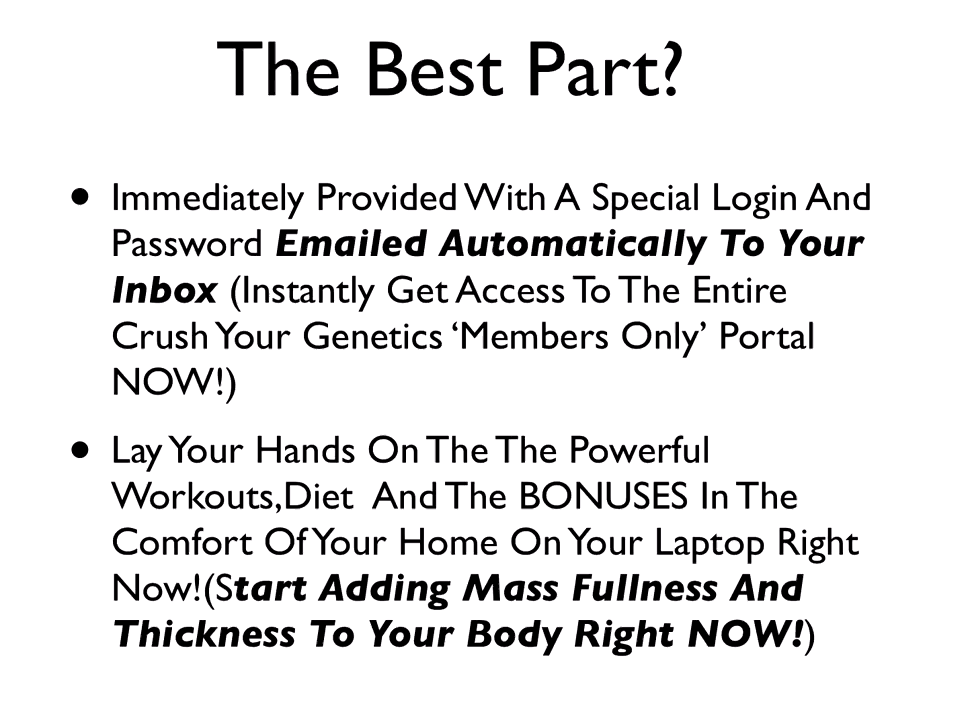 The Best Part?
• Immediately Provided With A Special Login And
Password Emailed Automatically To Your
Inbox (Instantly Get Access To The Entire
Crush Your Genetics ‘Members Only’ Portal
NOW!)
• Lay Your Hands On The The Powerful
Workouts,Diet  And The BONUSES In The
Comfort Of Your Home On Your Laptop Right
Now!(Start Adding Mass Fullness And
Thickness To Your Body Right NOW!)